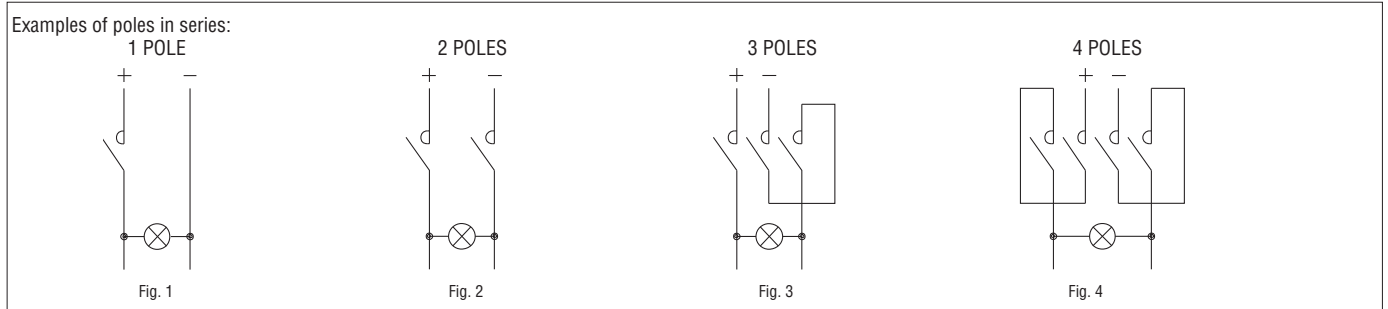 Examples of poles in series:
1 POLE 2 POLES 3 POLES 4 POLES
+ − + − + − + −
Fig. 1 Fig. 2 Fig. 3 Fig. 4